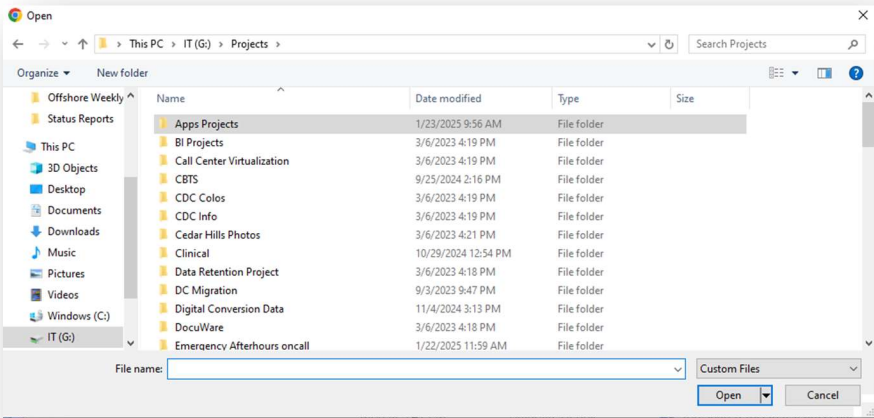 Open
This PC > IT (G:) > Projects >
Search Projects
Organize
New folder
Offshore Weekly
Status Reports
This PC
3D Objects
Desktop
Documents
Downloads
Music
Pictures
Videos
Windows (C:)
IT (G:)
Name Date modified Type Size
Apps Projects 1/23/2025 9:56 AM File folder
BI Projects 3/6/2023 4:19 PM File folder
Call Center Virtualization 3/6/2023 4:19 PM File folder
CBTS 9/25/2024 2:16 PM File folder
CDC Colos 3/6/2023 4:19 PM File folder
CDC Info 3/6/2023 4:19 PM File folder
Cedar Hills Photos 3/6/2023 4:21 PM File folder
Clinical 10/29/2024 12:54 PM File folder
Data Retention Project 3/6/2023 4:18 PM File folder
DC Migration 9/3/2023 9:47 PM File folder
Digital Conversion Data 11/4/2024 3:13 PM File folder
DocuWare 3/6/2023 4:18 PM File folder
Emergency Afterhours oncall 1/22/2025 11:59 AM File folder
File name:
Custom Files
Open
Cancel